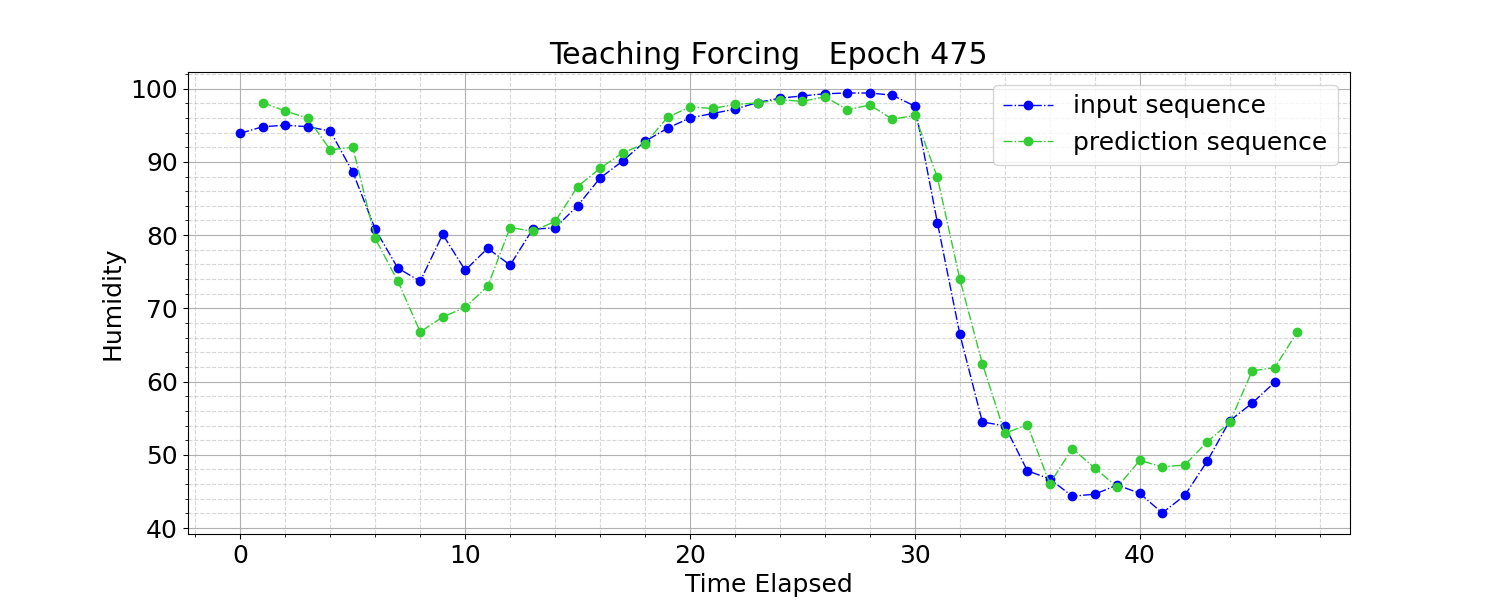 Teaching Forcing   Epoch 475
input sequence
prediction sequence
Humidity
100
90
80
70
60
50
40
0 10 20 30 40
Time Elapsed